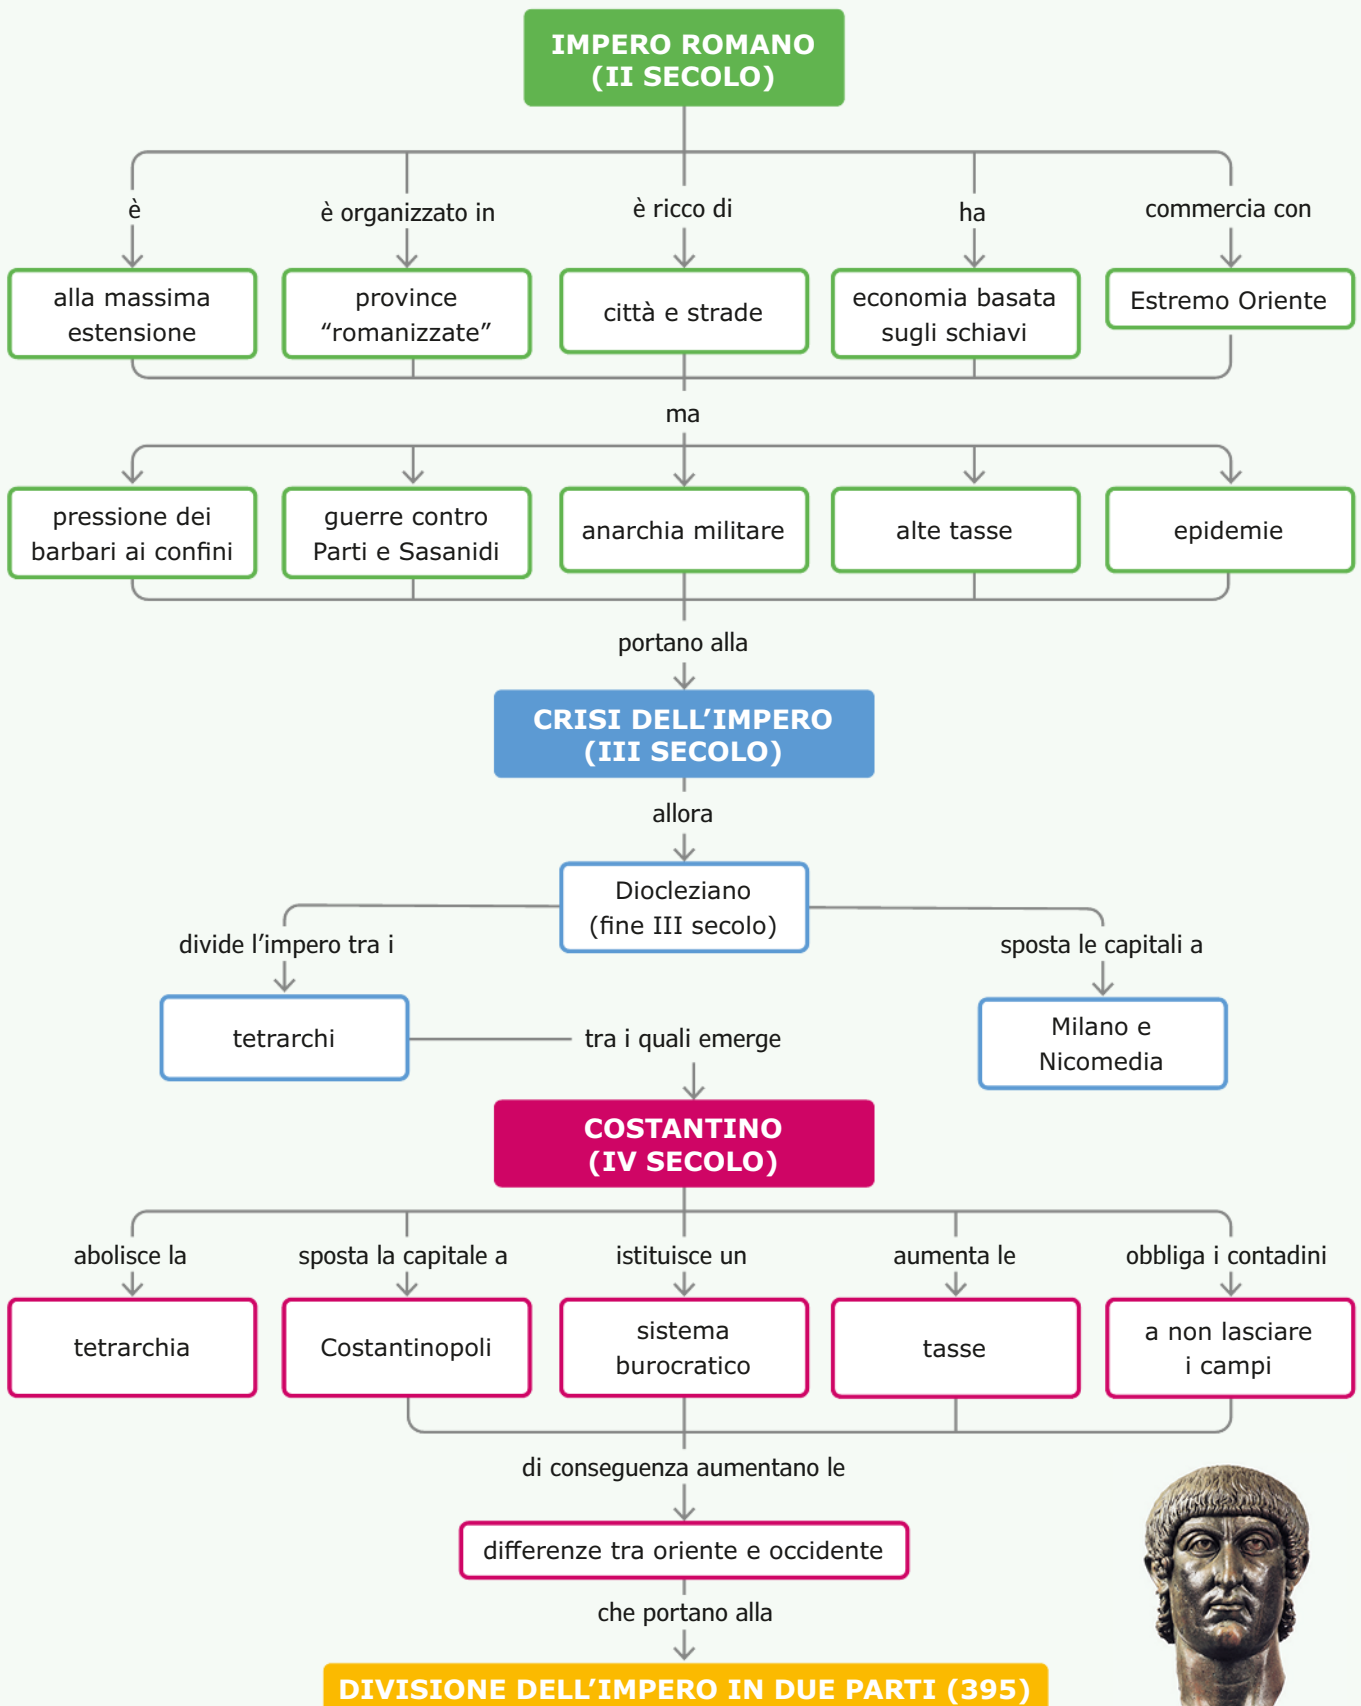 IMPERO ROMANO
(II SECOLO)
è
è organizzato in
è ricco di
ha
commercia con
alla massima
estensione
province
“romanizzate”
città e strade
economia basata
sugli schiavi
Estremo Oriente
ma
pressione dei
barbari ai confini
guerre contro
Parti e Sasanidi
anarchia militare
alte tasse
epidemie
portano alla
CRISI DELL’IMPERO
(III SECOLO)
allora
Diocleziano
(fine III secolo)
divide l’impero tra i
sposta le capitali a
tetrarchi
tra i quali emerge
Milano e
Nicomedia
COSTANTINO
(IV SECOLO)
abolisce la
sposta la capitale a
istituisce un
aumenta le
obbliga i contadini
tetrarchia
Costantinopoli
sistema
burocratico
tasse
a non lasciare
i campi
di conseguenza aumentano le
differenze tra oriente e occidente
che portano alla
DIVISIONE DELL’IMPERO IN DUE PARTI (395)